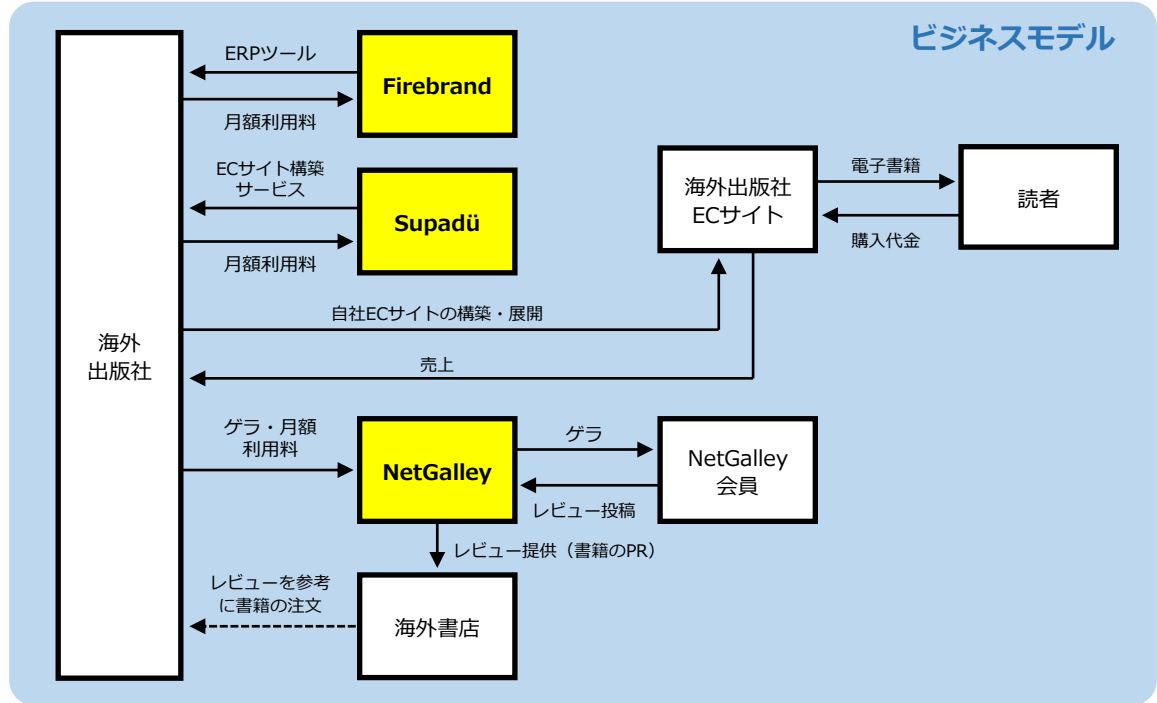 ビジネスモデル
ERPツール
Firebrand
月額利用料
ECサイト構築
サービス
Supadü
月額利用料
海外出版社
ECサイト
電子書籍
読者
購入代金
自社ECサイトの構築・展開
海外
出版社
売上
ゲラ・月額
利用料
NetGalley
ゲラ
NetGalley
会員
レビュー投稿
レビュー提供（書籍のPR）
レビューを参考
に書籍の注文
海外書店